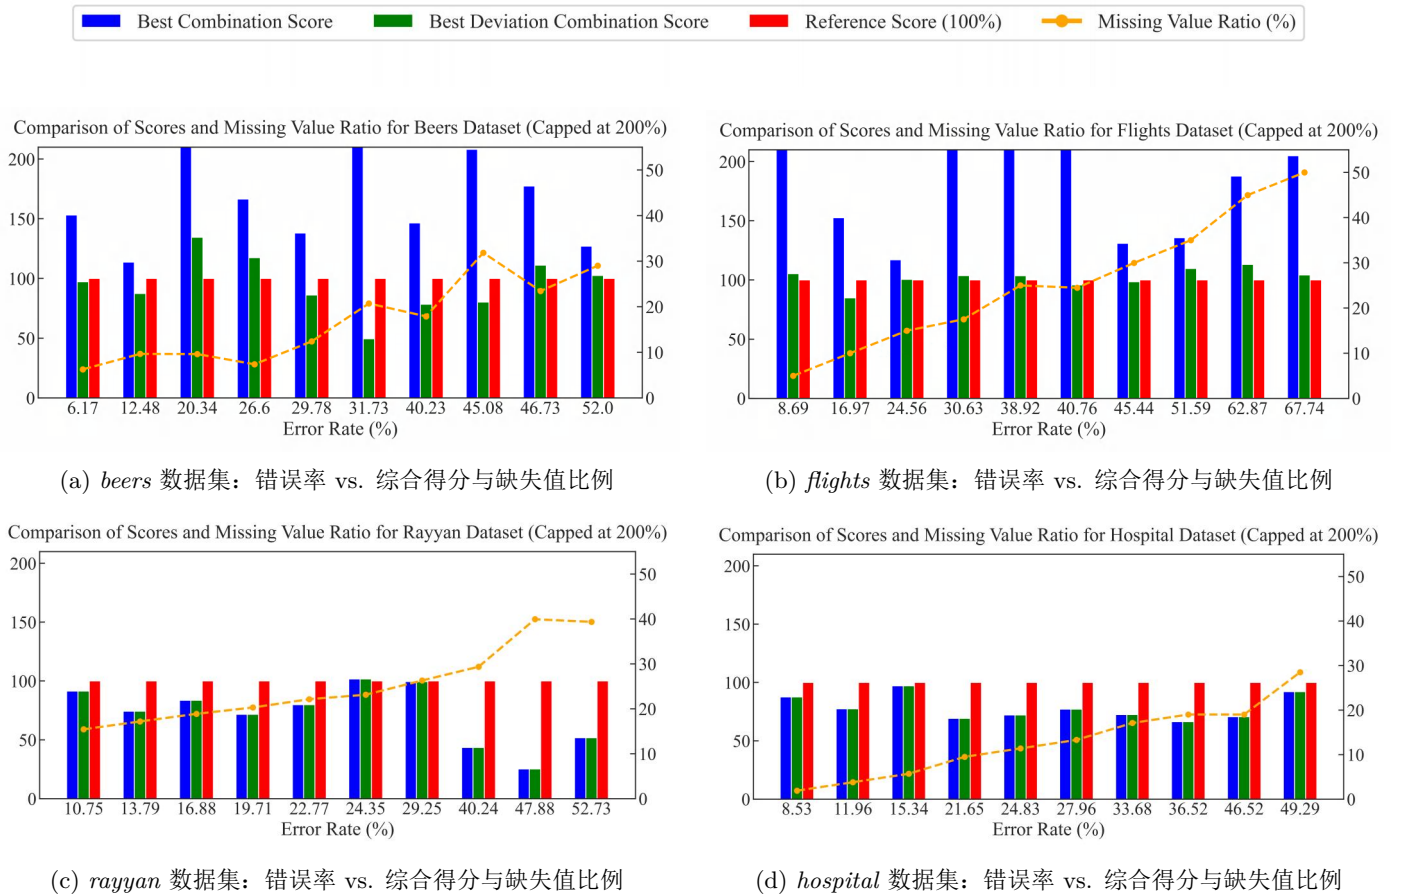 Best Combination Score Best Deviation Combination Score Reference Score (100%) Missing Value Ratio (%)
Comparison of Scores and Missing Value Ratio for Beers Dataset (Capped at 200%)
200
150
100
50
0
50
40
30
20
10
0
6.17 12.48 20.34 26.6 29.78 31.73 40.23 45.08 46.73 52.0
Error Rate (%)
(a) beers 数据集：错误率 vs. 综合得分与缺失值比例
Comparison of Scores and Missing Value Ratio for Flights Dataset (Capped at 200%)
200
150
100
50
0
50
40
30
20
10
0
8.69 16.97 24.56 30.63 38.92 40.76 45.44 51.59 62.87 67.74
Error Rate (%)
(b) flights 数据集：错误率 vs. 综合得分与缺失值比例
Comparison of Scores and Missing Value Ratio for Rayyan Dataset (Capped at 200%)
200
150
100
50
0
50
40
30
20
10
0
10.75 13.79 16.88 19.71 22.77 24.35 29.25 40.24 47.88 52.73
Error Rate (%)
(c) rayyan 数据集：错误率 vs. 综合得分与缺失值比例
Comparison of Scores and Missing Value Ratio for Hospital Dataset (Capped at 200%)
200
150
100
50
0
50
40
30
20
10
0
8.53 11.96 15.34 21.65 24.83 27.96 33.68 36.52 46.52 49.29
Error Rate (%)
(d) hospital 数据集：错误率 vs. 综合得分与缺失值比例